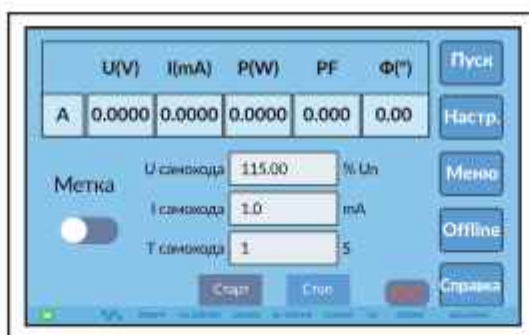 U(V) I(mA) P(W) PF Φ(°)
A 0.0000 0.0000 0.0000 0.000 0.00
Метка
U самохода 115.00 % Un
I самохода 1.0 mA
T самохода 1 S
Старт Стоп
Пуск
Настр.
Меню
Offline
Справка